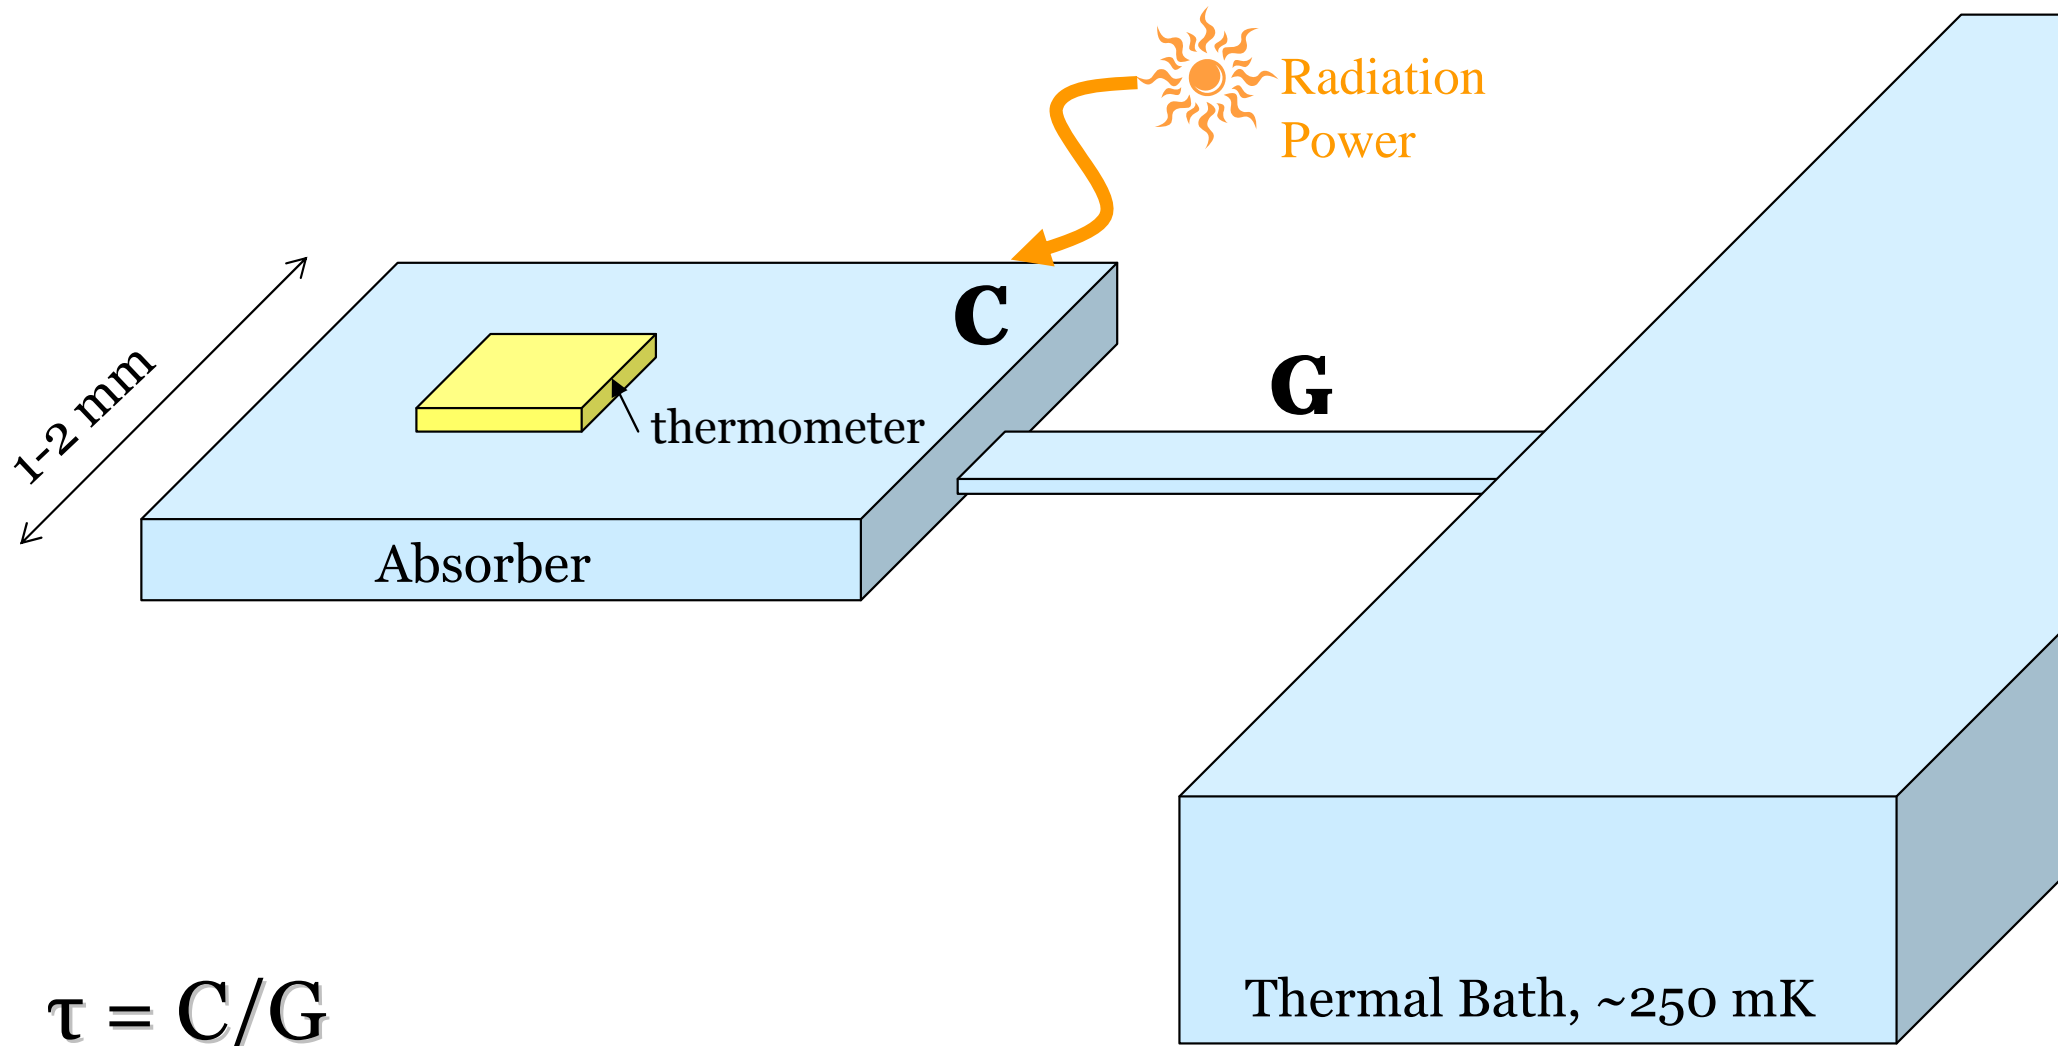 Radiation
Power
C
1-2 mm
G
thermometer
Absorber
Thermal Bath, ~250 mK
τ = C/G